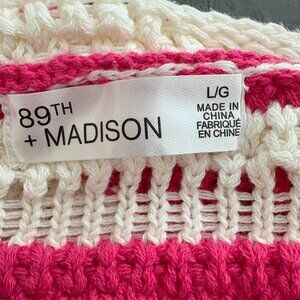 89TH
+ MADISON
L/G
MADE IN
CHINA
FABRIQUÉ
EN CHINE